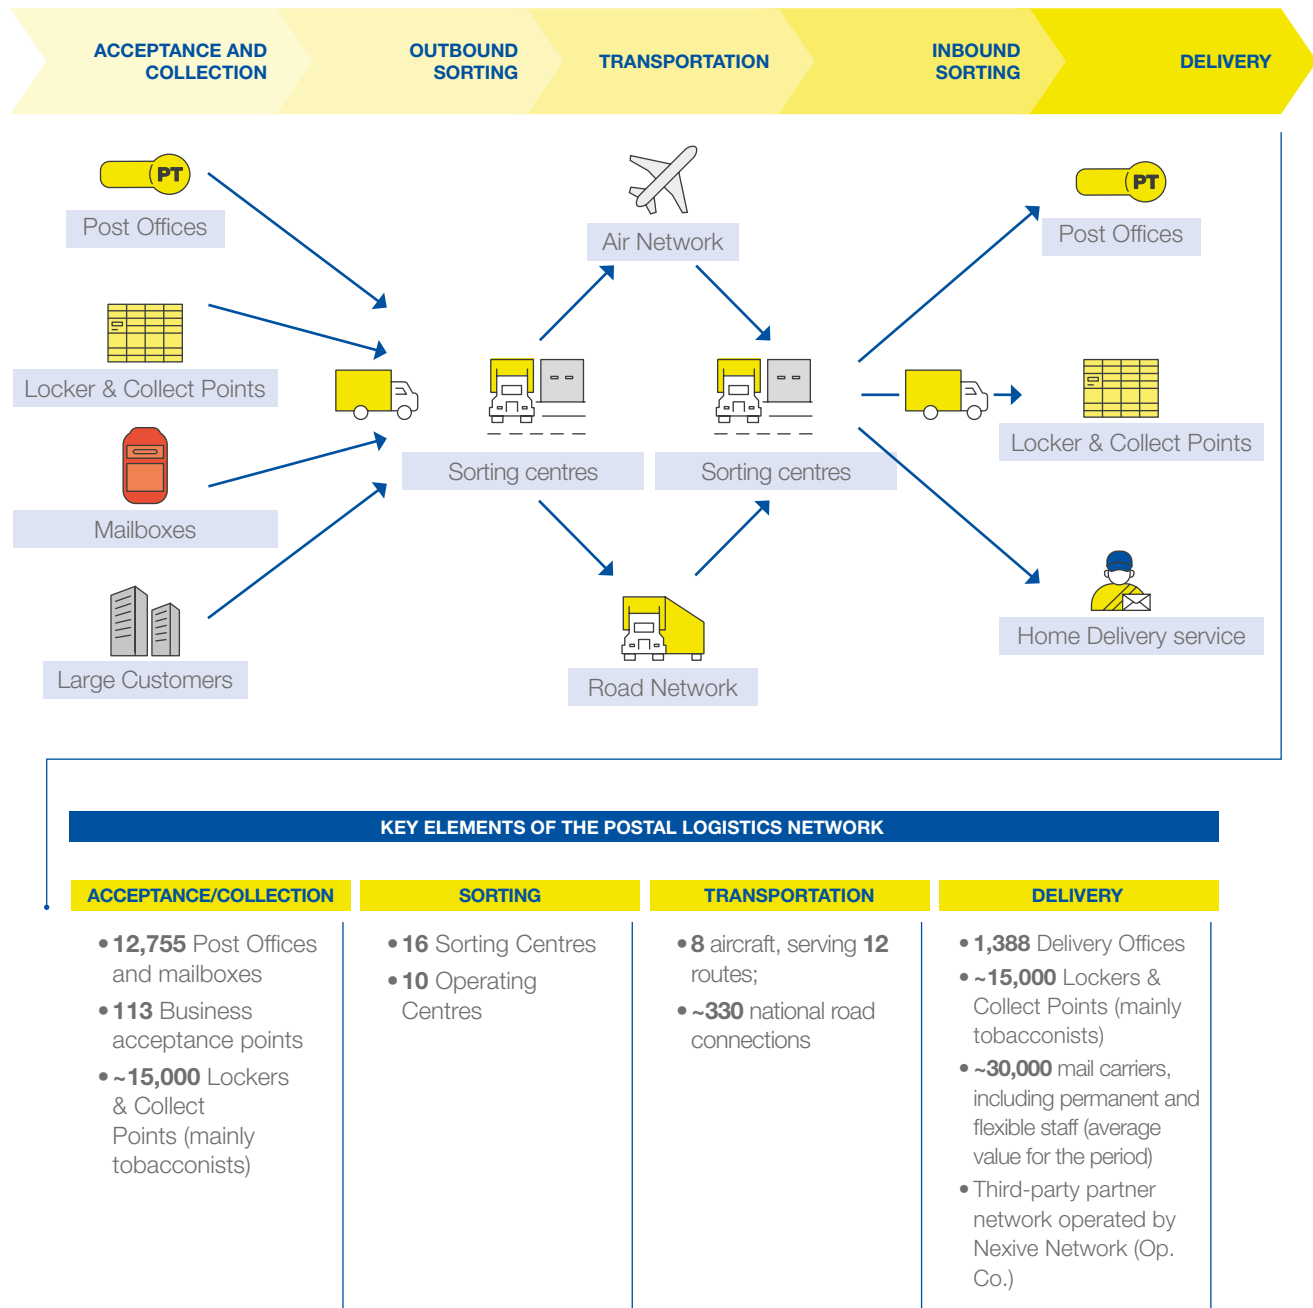 ACCEPTANCE AND
COLLECTION
OUTBOUND
SORTING
TRANSPORTATION
INBOUND
SORTING
DELIVERY
PT
Post Offices
Locker & Collect Points
Mailboxes
Large Customers
Air Network
Sorting centres
Sorting centres
Road Network
PT
Post Offices
Locker & Collect Points
Home Delivery service
KEY ELEMENTS OF THE POSTAL LOGISTICS NETWORK
ACCEPTANCE/COLLECTION
• 12,755 Post Offices
and mailboxes
• 113 Business
acceptance points
• ~15,000 Lockers
& Collect
Points (mainly
tobacconists)
SORTING
• 16 Sorting Centres
• 10 Operating
Centres
TRANSPORTATION
• 8 aircraft, serving 12
routes;
• ~330 national road
connections
DELIVERY
• 1,388 Delivery Offices
• ~15,000 Lockers &
Collect Points (mainly
tobacconists)
• ~30,000 mail carriers,
including permanent and
flexible staff (average
value for the period)
• Third-party partner
network operated by
Nexive Network (Op.
Co.)